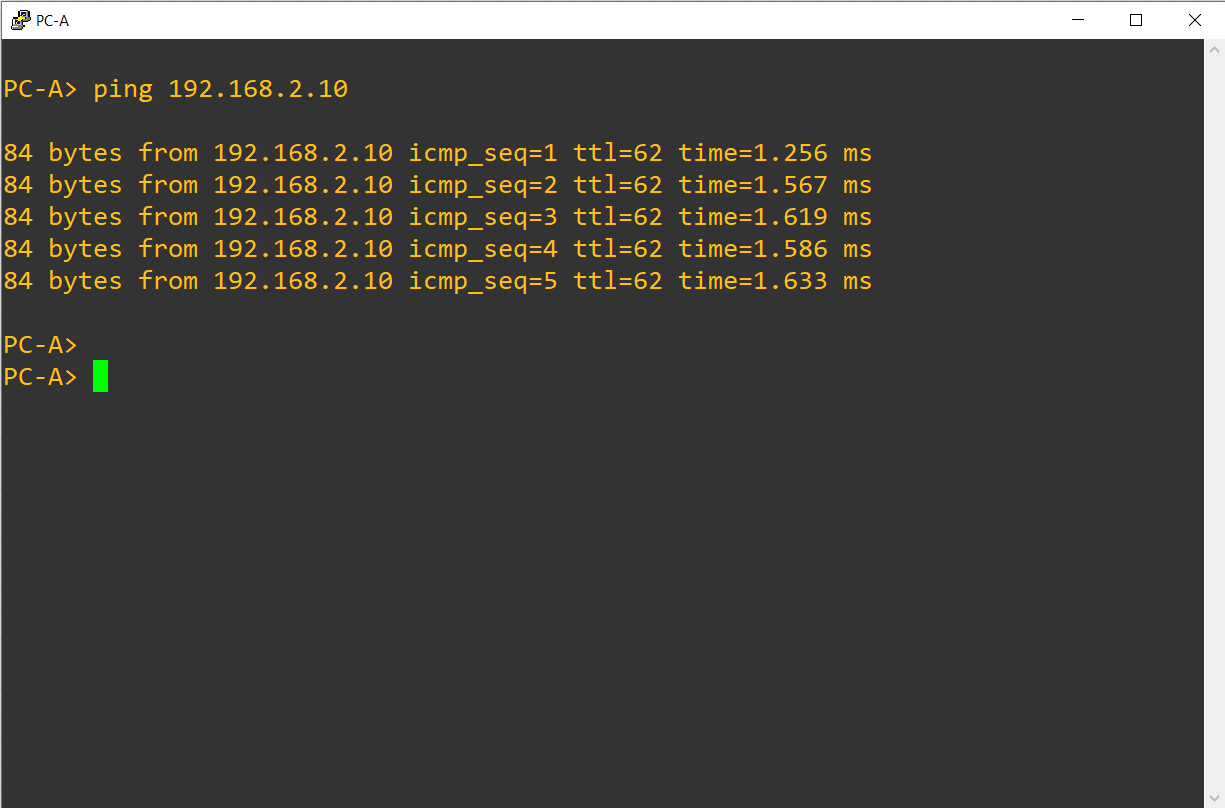 PC-A
PC-A> ping 192.168.2.10
84 bytes from 192.168.2.10 icmp_seq=1 ttl=62 time=1.256 ms
84 bytes from 192.168.2.10 icmp_seq=2 ttl=62 time=1.567 ms
84 bytes from 192.168.2.10 icmp_seq=3 ttl=62 time=1.619 ms
84 bytes from 192.168.2.10 icmp_seq=4 ttl=62 time=1.586 ms
84 bytes from 192.168.2.10 icmp_seq=5 ttl=62 time=1.633 ms
PC-A>
PC-A>